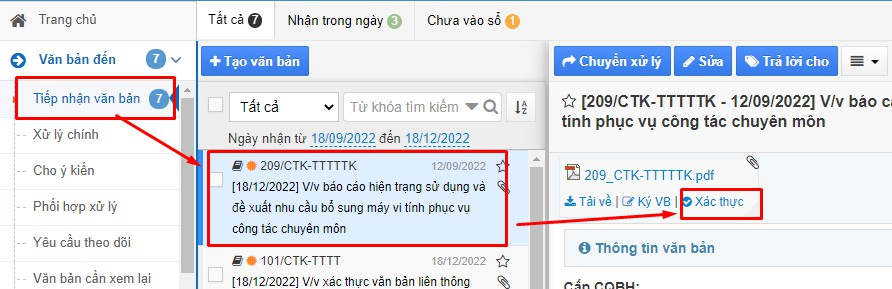 Trang chủ
Văn bản đến 7
Tiếp nhận văn bản 7
Xử lý chính
Cho ý kiến
Phối hợp xử lý
Yêu cầu theo dõi
Văn bản cần xem lại
Tất cả 7 Nhận trong ngày 3 Chưa vào sổ 1
+ Tạo văn bản
Tất cả Từ khóa tìm kiếm
Ngày nhận từ 18/09/2022 đến 18/12/2022
209/CTK-TTTTTK 12/09/2022
[18/12/2022] V/v báo cáo hiện trạng sử dụng và
đề xuất nhu cầu bổ sung máy vi tính phục vụ
công tác chuyên môn
101/CTK-TTTT 18/12/2022
[18/12/2022] V/v xác thực văn bản liên thông
Chuyển xử lý Sửa Trả lời cho
[209/CTK-TTTTTK - 12/09/2022] V/v báo cá
tính phục vụ công tác chuyên môn
209_CTK-TTTTTK.pdf
Tải về | Ký VB | Xác thực
Thông tin văn bản
Cấp CQBH: